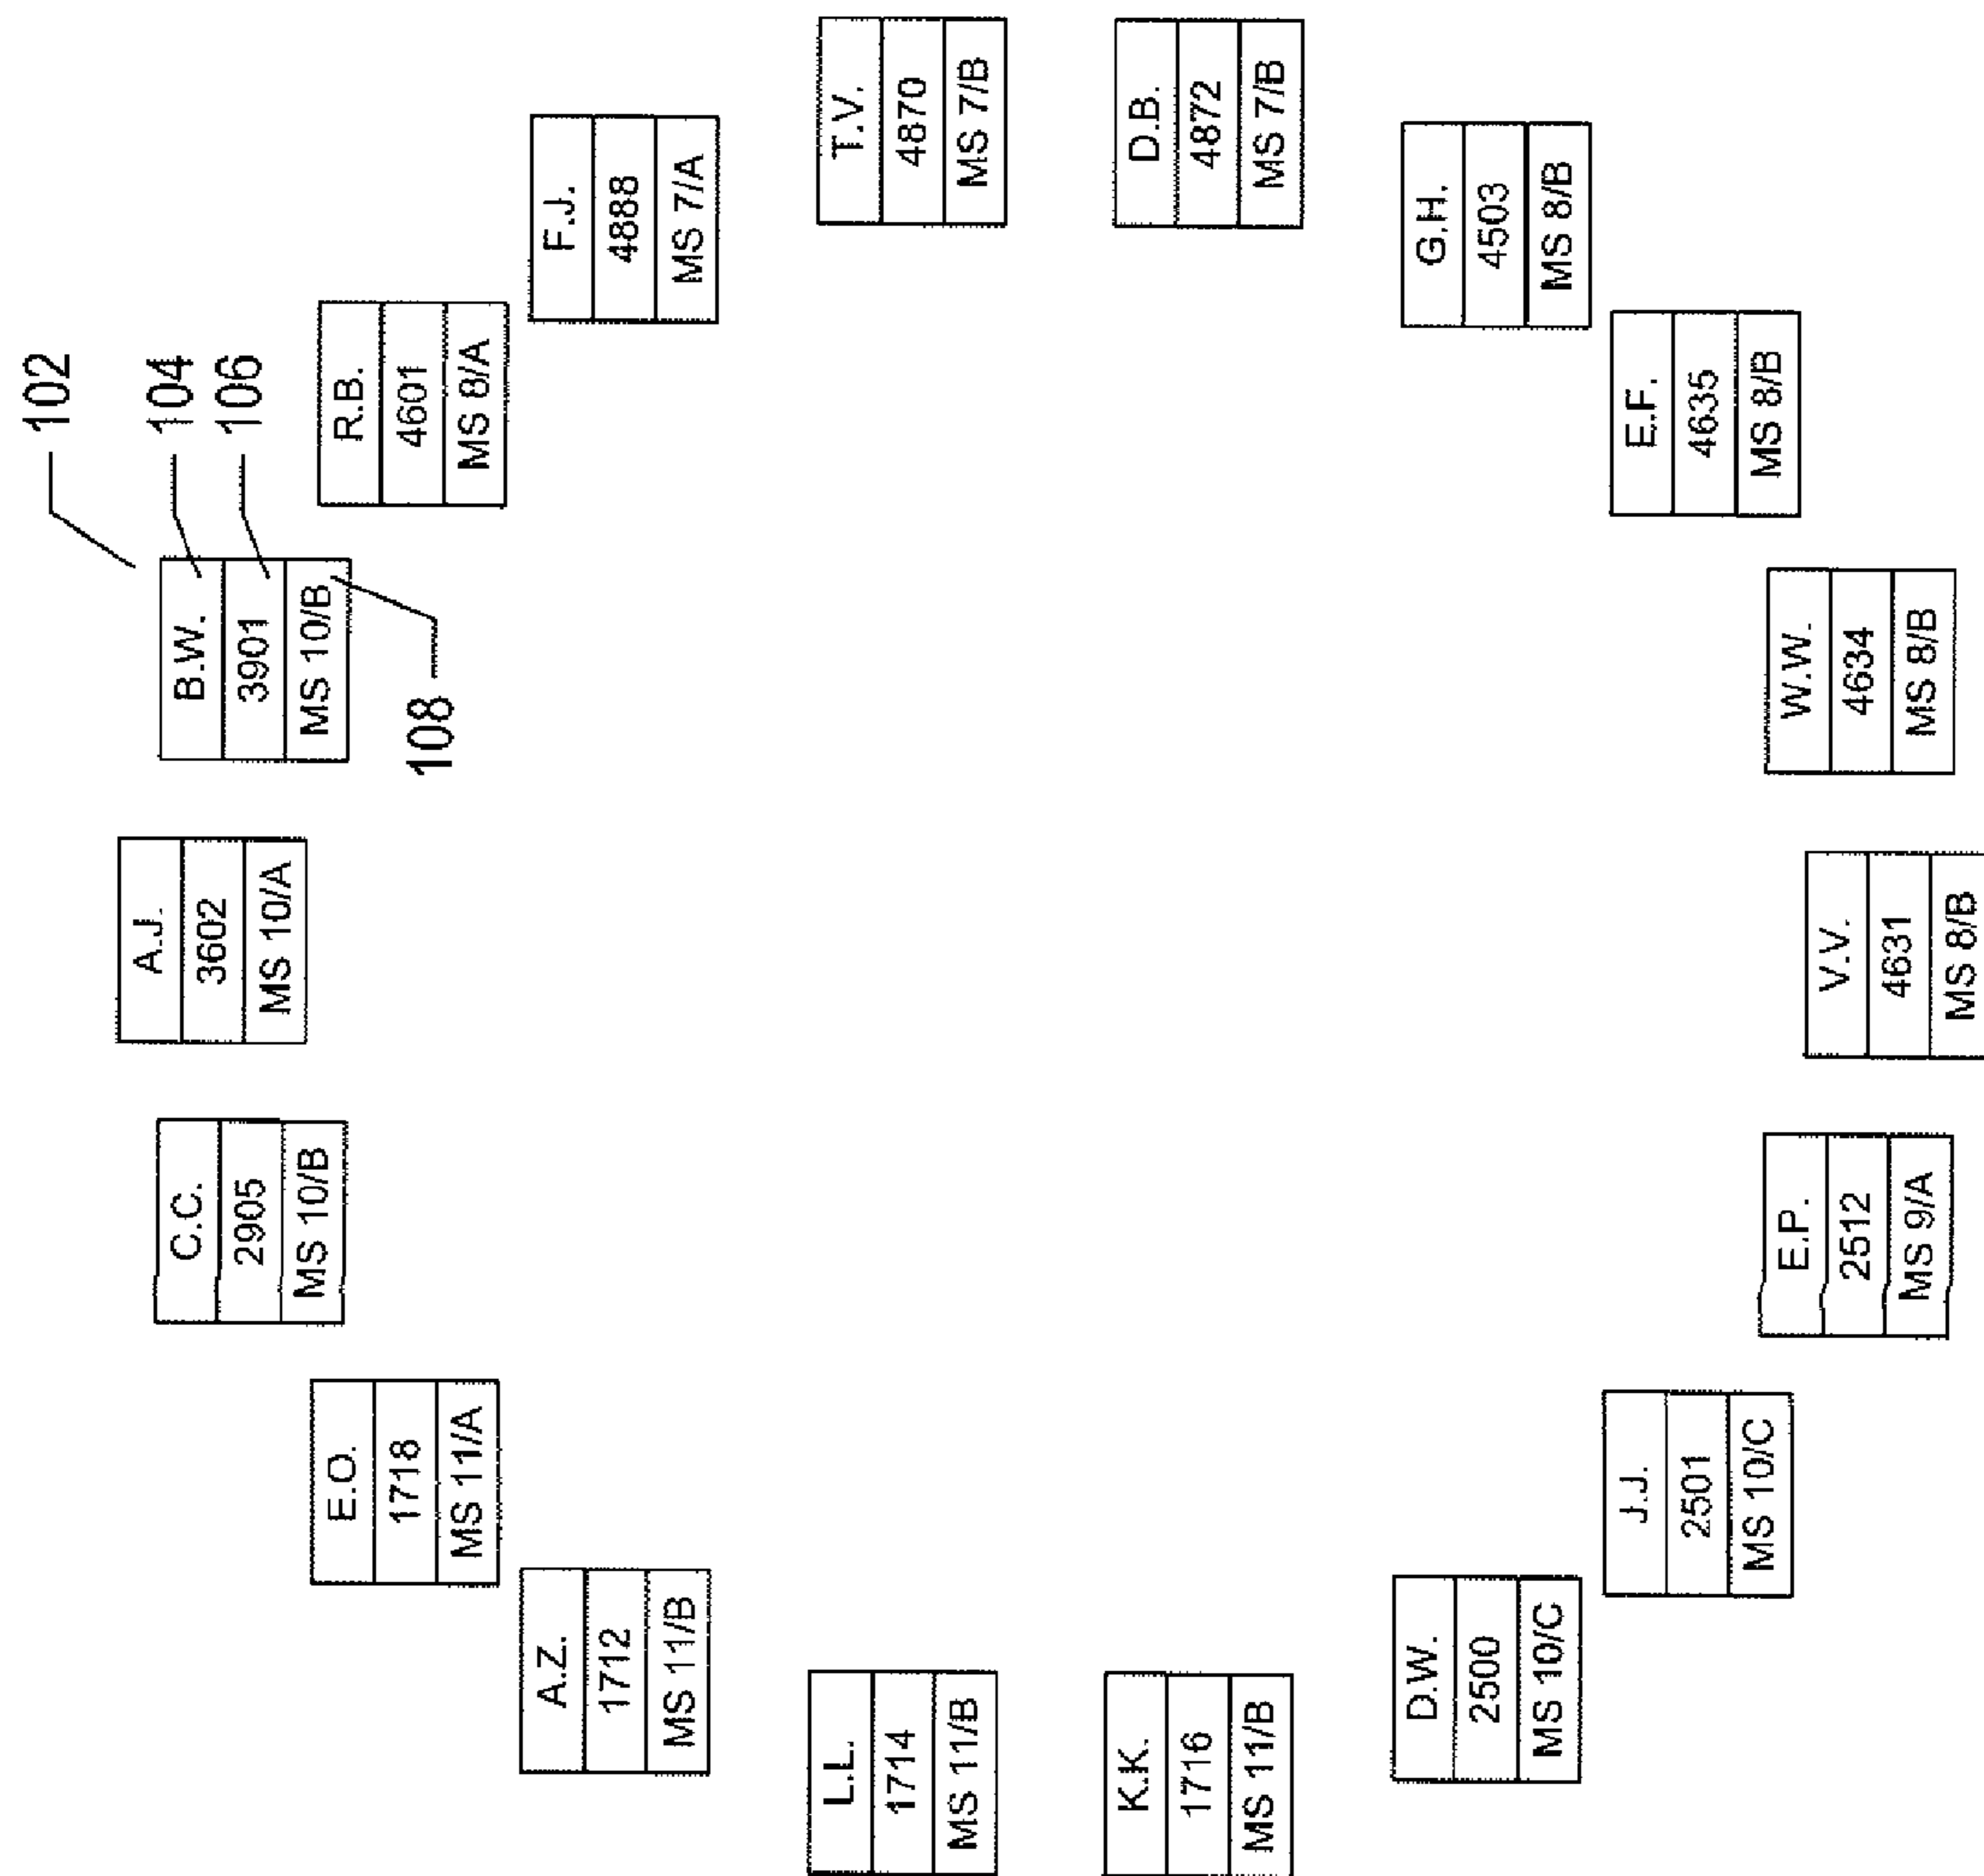 102
104
106
C.C.
2905
MS 10/B
A.J.
3602
MS 10/A
B.W.
3901
MS 10/B
108
E.O.
1718
MS 11/A
R.B.
4601
MS 8/A
A.Z.
1712
MS 11/B
F.J.
4888
MS 7/A
L.L.
1714
MS 11/B
T.V.
4870
MS 7/B
K.K.
1716
MS 11/B
D.B.
4872
MS 7/B
D.W.
2500
MS 10/C
G.H.
4503
MS 8/B
J.J.
2501
MS 10/C
E.F.
4635
MS 8/B
E.P.
2512
MS 9/A
V.V.
4631
MS 8/B
W.W.
4634
MS 8/B